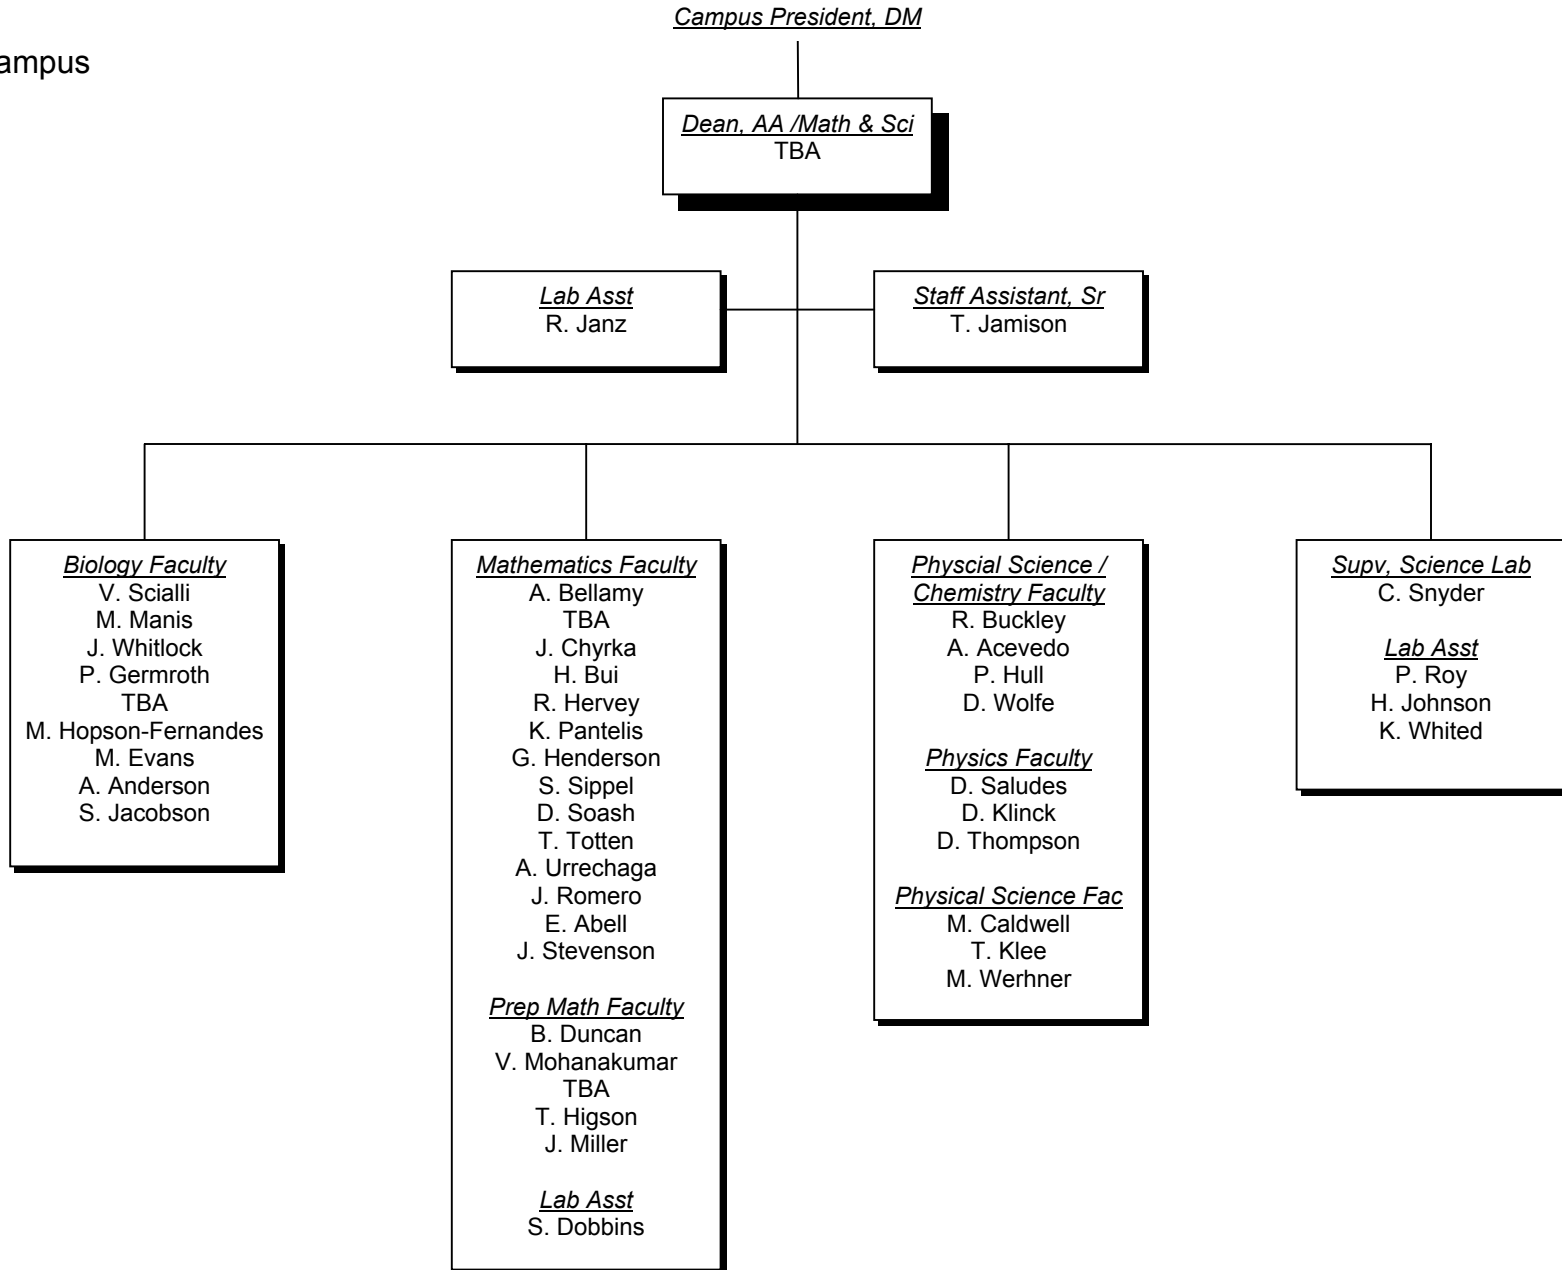 Campus President, DM
ampus
Dean, AA /Math & Sci
TBA
Lab Asst
R. Janz
Staff Assistant, Sr
T. Jamison
Biology Faculty
V. Scialli
M. Manis
J. Whitlock
P. Germroth
TBA
M. Hopson-Fernandes
M. Evans
A. Anderson
S. Jacobson
Mathematics Faculty
A. Bellamy
TBA
J. Chyrka
H. Bui
R. Hervey
K. Pantelis
G. Henderson
S. Sippel
D. Soash
T. Totten
A. Urrechaga
J. Romero
E. Abell
J. Stevenson
Prep Math Faculty
B. Duncan
V. Mohanakumar
TBA
T. Higson
J. Miller
Lab Asst
S. Dobbins
Physcial Science /
Chemistry Faculty
R. Buckley
A. Acevedo
P. Hull
D. Wolfe
Physics Faculty
D. Saludes
D. Klinck
D. Thompson
Physical Science Fac
M. Caldwell
T. Klee
M. Werhner
Supv, Science Lab
C. Snyder
Lab Asst
P. Roy
H. Johnson
K. Whited